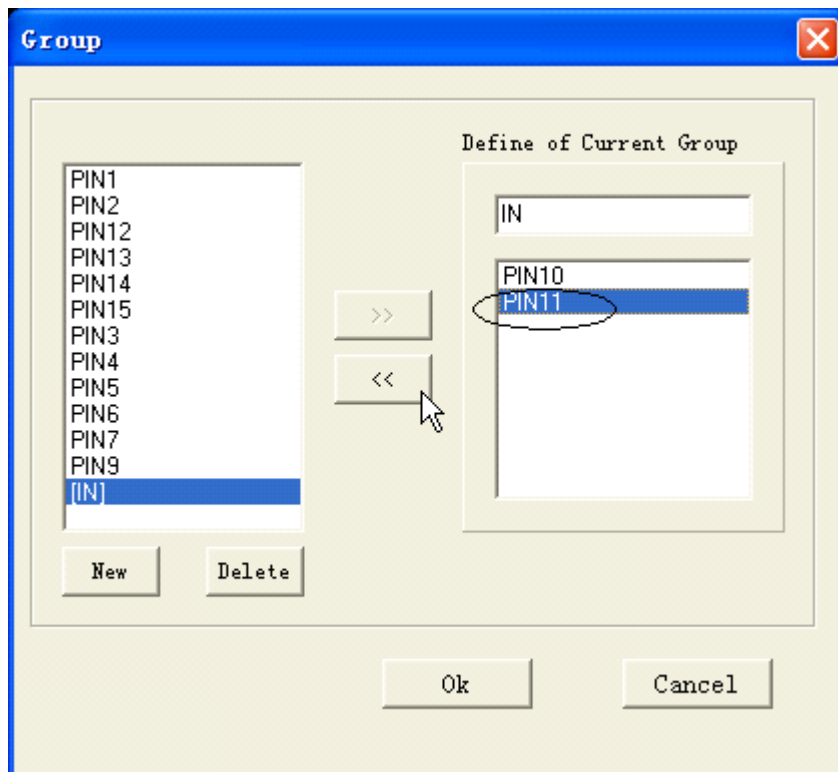 Group
Define of Current Group
PIN1
PIN2
PIN12
PIN13
PIN14
PIN15
PIN3
PIN4
PIN5
PIN6
PIN7
PIN9
[IN]
>>
<<
IN
PIN10
PIN11
New
Delete
Ok
Cancel